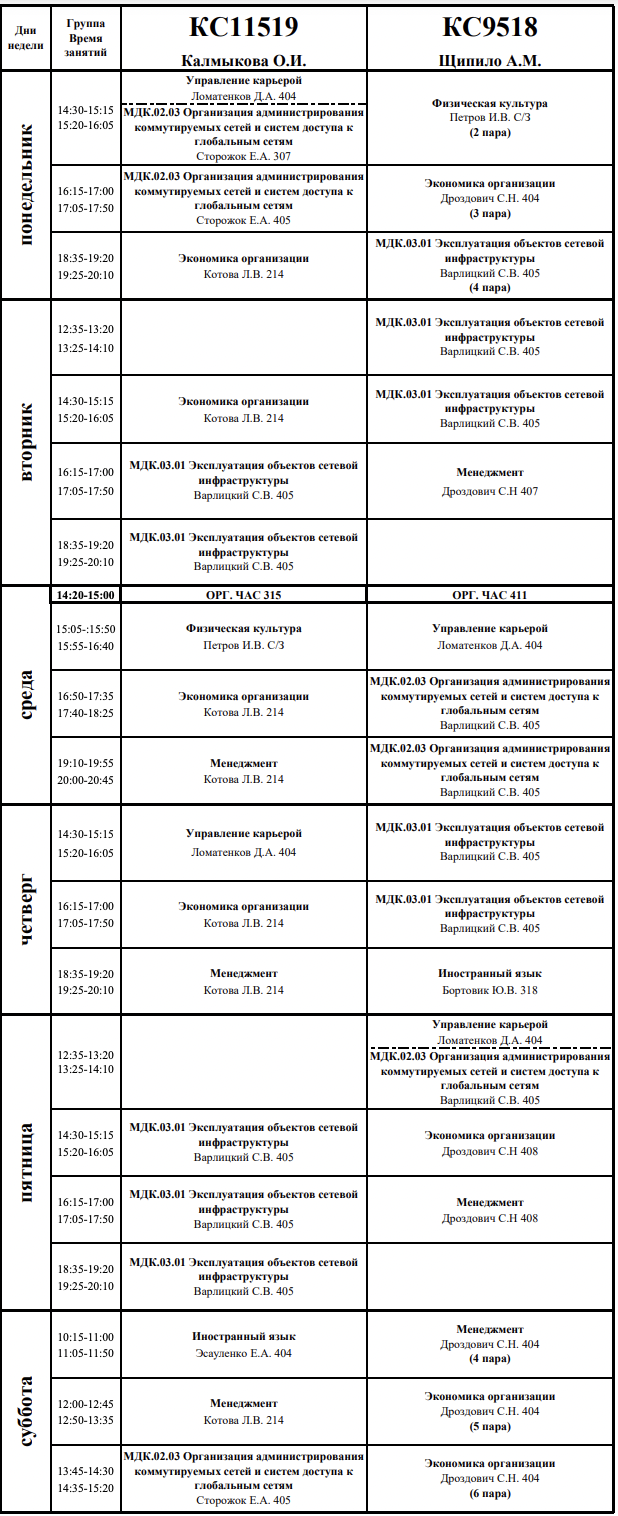 Дни
недели
Группа
Время
занятий
КС11519
Калмыкова О.И.
КС9518
Щипило А.М.
понедельник
14:30-15:15
15:20-16:05
Управление карьерой
Ломатенков Д.А. 404
МДК.02.03 Организация администрирования
коммутируемых сетей и систем доступа к
глобальным сетям
Сторожок Е.А. 307
Физическая культура
Петров И.В. С/З
(2 пара)
16:15-17:00
17:05-17:50
МДК.02.03 Организация администрирования
коммутируемых сетей и систем доступа к
глобальным сетям
Сторожок Е.А. 405
Экономика организации
Дроздович С.Н. 404
(3 пара)
18:35-19:20
19:25-20:10
Экономика организации
Котова Л.В. 214
МДК.03.01 Эксплуатация объектов сетевой
инфраструктуры
Варлицкий С.В. 405
(4 пара)
вторник
12:35-13:20
13:25-14:10
МДК.03.01 Эксплуатация объектов сетевой
инфраструктуры
Варлицкий С.В. 405
14:30-15:15
15:20-16:05
Экономика организации
Котова Л.В. 214
МДК.03.01 Эксплуатация объектов сетевой
инфраструктуры
Варлицкий С.В. 405
16:15-17:00
17:05-17:50
МДК.03.01 Эксплуатация объектов сетевой
инфраструктуры
Варлицкий С.В. 405
Менеджмент
Дроздович С.Н 407
18:35-19:20
19:25-20:10
МДК.03.01 Эксплуатация объектов сетевой
инфраструктуры
Варлицкий С.В. 405
среда
14:20-15:00
ОРГ. ЧАС 315
ОРГ. ЧАС 411
15:05-:15:50
15:55-16:40
Физическая культура
Петров И.В. С/З
Управление карьерой
Ломатенков Д.А. 404
16:50-17:35
17:40-18:25
Экономика организации
Котова Л.В. 214
МДК.02.03 Организация администрирования
коммутируемых сетей и систем доступа к
глобальным сетям
Варлицкий С.В. 405
19:10-19:55
20:00-20:45
Менеджмент
Котова Л.В. 214
МДК.02.03 Организация администрирования
коммутируемых сетей и систем доступа к
глобальным сетям
Варлицкий С.В. 405
четверг
14:30-15:15
15:20-16:05
Управление карьерой
Ломатенков Д.А. 404
МДК.03.01 Эксплуатация объектов сетевой
инфраструктуры
Варлицкий С.В. 405
16:15-17:00
17:05-17:50
Экономика организации
Котова Л.В. 214
МДК.03.01 Эксплуатация объектов сетевой
инфраструктуры
Варлицкий С.В. 405
18:35-19:20
19:25-20:10
Менеджмент
Котова Л.В. 214
Иностранный язык
Бортовик Ю.В. 318
пятница
12:35-13:20
13:25-14:10
Управление карьерой
Ломатенков Д.А. 404
МДК.02.03 Организация администрирования
коммутируемых сетей и систем доступа к
глобальным сетям
Варлицкий С.В. 405
14:30-15:15
15:20-16:05
МДК.03.01 Эксплуатация объектов сетевой
инфраструктуры
Варлицкий С.В. 405
Экономика организации
Дроздович С.Н 408
16:15-17:00
17:05-17:50
МДК.03.01 Эксплуатация объектов сетевой
инфраструктуры
Варлицкий С.В. 405
Менеджмент
Дроздович С.Н 408
18:35-19:20
19:25-20:10
МДК.03.01 Эксплуатация объектов сетевой
инфраструктуры
Варлицкий С.В. 405
суббота
10:15-11:00
11:05-11:50
Иностранный язык
Эсауленко Е.А. 404
Менеджмент
Дроздович С.Н. 404
(4 пара)
12:00-12:45
12:50-13:35
Менеджмент
Котова Л.В. 214
Экономика организации
Дроздович С.Н. 404
(5 пара)
13:45-14:30
14:35-15:20
МДК.02.03 Организация администрирования
коммутируемых сетей и систем доступа к
глобальным сетям
Сторожок Е.А. 405
Экономика организации
Дроздович С.Н. 404
(6 пара)